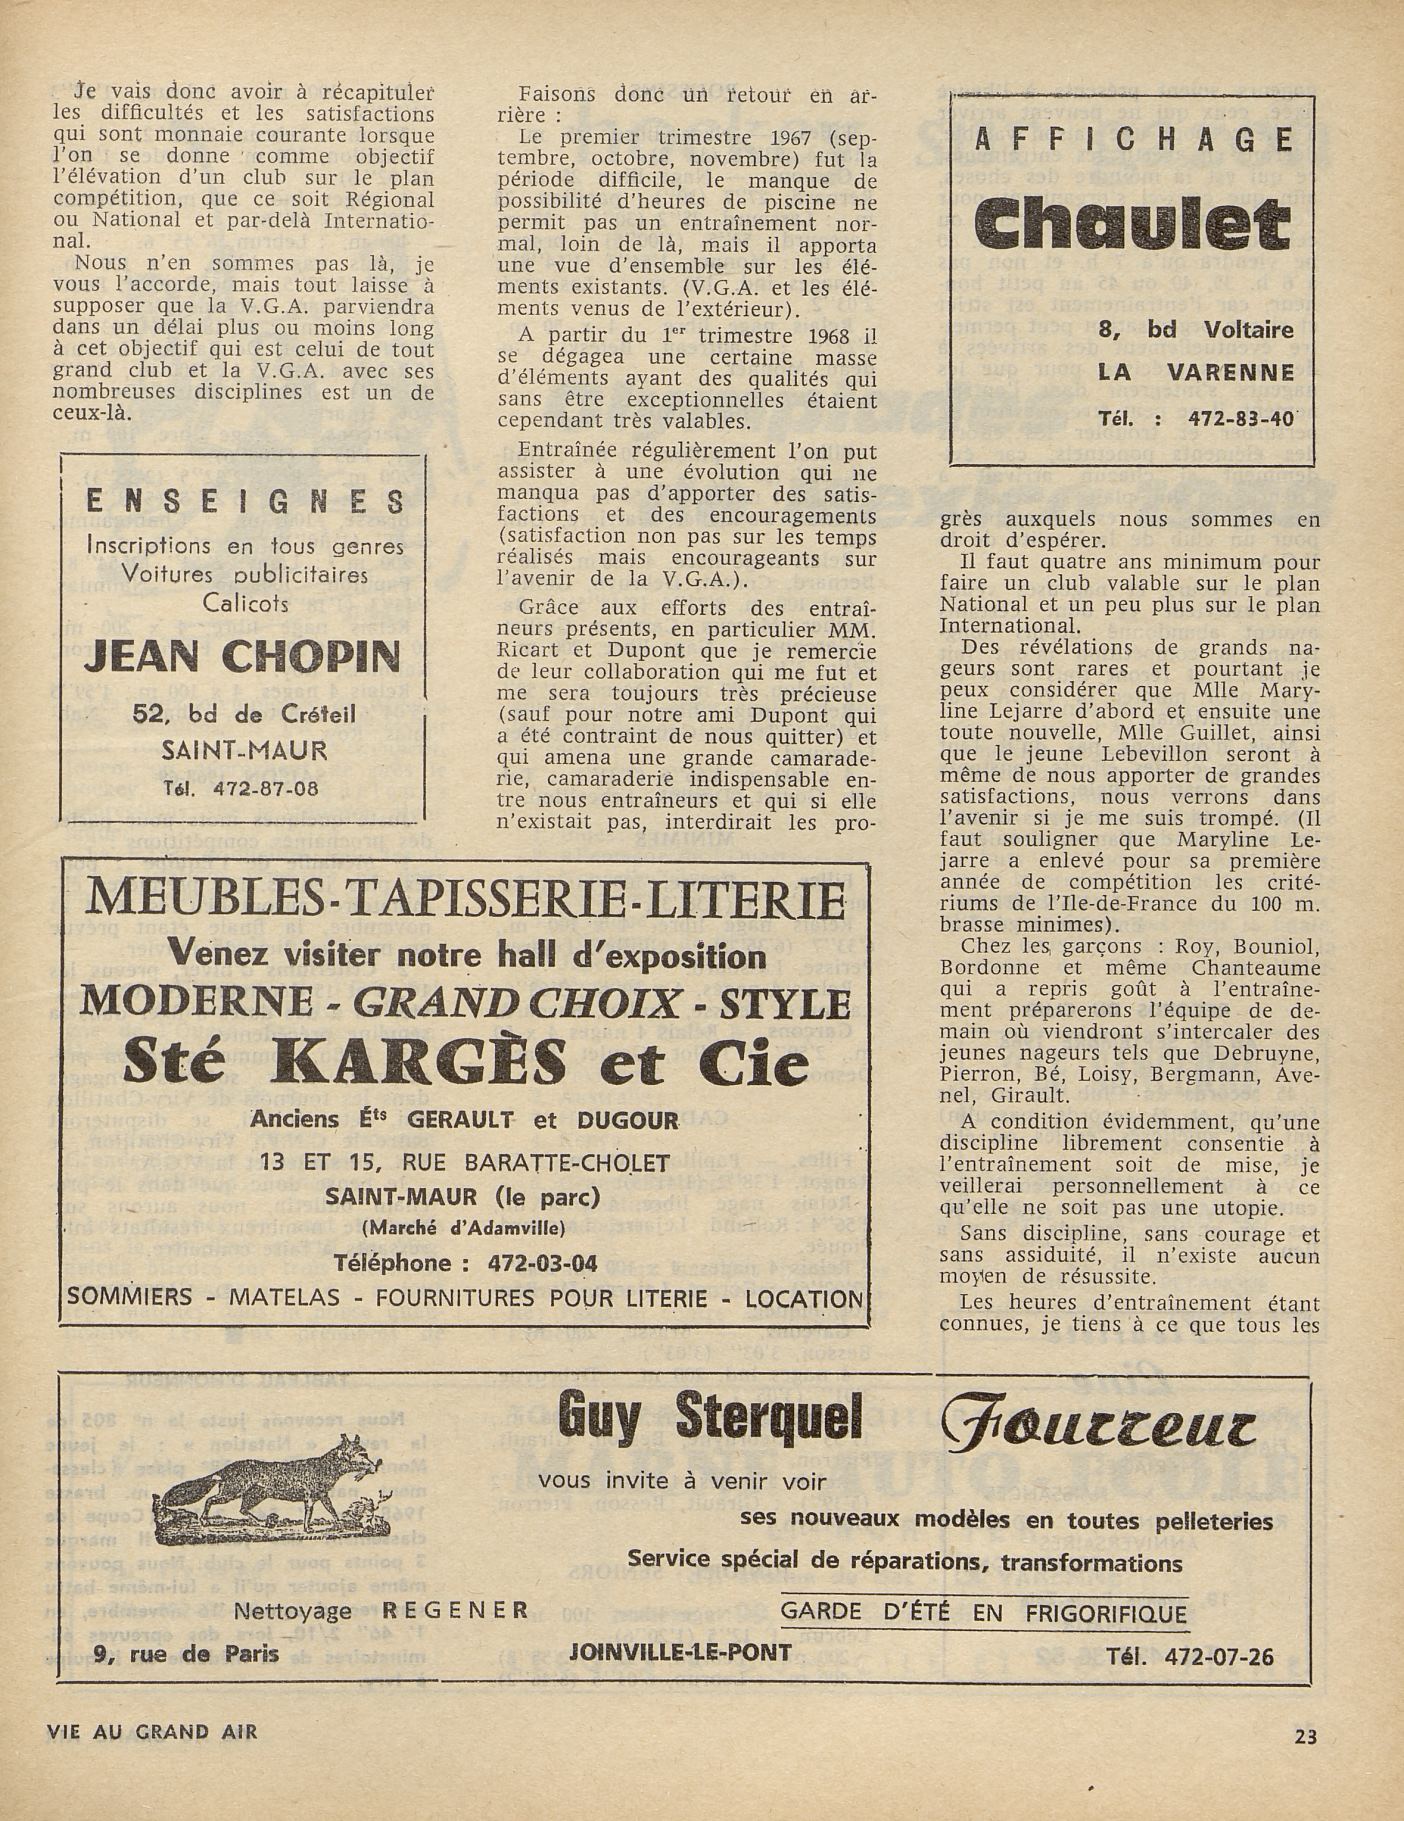 Je vais donc avoir à récapituler
les difficultés et les satisfactions
qui sont monnaie courante lorsque
l'on se donne comme objectif
l'élévation d'un club sur le plan
compétition, que ce soit Régional
ou National et par-delà Internatio-
nal.
Nous n'en sommes pas là, je
vous l'accorde, mais tout laisse à
supposer que la V.G.A. parviendra
dans un délai plus ou moins long
à cet objectif qui est celui de tout
grand club et la V.G.A. avec ses
nombreuses disciplines est un de
ceux-là.
ENSEIGNES
Inscriptions en tous genres
Voitures publicitaires
Calicots
JEAN CHOPIN
52, bd de Créteil
SAINT-MAUR
Tél. 472-87-08
Faisons donc un retour en ar-
rière :
Le premier trimestre 1967 (sep-
tembre, octobre, novembre) fut la
période difficile, le manque de
possibilité d'heures de piscine ne
permit pas un entraînement nor-
mal, loin de là, mais il apporta
une vue d'ensemble sur les élé-
ments existants. (V.G.A. et les élé-
ments venus de l'extérieur).
A partir du 1er trimestre 1968 il
se dégagea une certaine masse
d'éléments ayant des qualités qui
sans être exceptionnelles étaient
cependant très valables.
Entraînée régulièrement l'on put
assister à une évolution qui ne
manqua pas d'apporter des satis-
factions et des encouragements
(satisfaction non pas sur les temps
réalisés mais encourageants sur
l'avenir de la V.G.A.).
Grâce aux efforts des entraî-
neurs présents, en particulier MM.
Ricart et Dupont que je remercie
de leur collaboration qui me fut et
me sera toujours très précieuse
(sauf pour notre ami Dupont qui
a été contraint de nous quitter) et
qui amena une grande camarade-
rie, camaraderie indispensable en-
tre nous entraîneurs et qui si elle
n'existait pas, interdirait les pro-
AFFICHAGE
Chaulet
8, bd Voltaire
LA VARENNE
Tél. : 472-83-40
grès auxquels nous sommes en
droit d'espérer.
Il faut quatre ans minimum pour
faire un club valable sur le plan
National et un peu plus sur le plan
International.
Des révélations de grands na-
geurs sont rares et pourtant je
peux considérer que Mlle Mary-
line Lejarre d'abord et ensuite une
toute nouvelle, Mlle Guillet, ainsi
que le jeune Lebevillon seront à
même de nous apporter de grandes
satisfactions, nous verrons dans
l'avenir si je me suis trompé. (Il
faut souligner que Maryline Le-
jarre a enlevé pour sa première
année de compétition les crité-
riums de l'Ile-de-France du 100 m.
brasse minimes).
Chez les garçons : Roy, Bouniol,
Bordonne et même Chanteaume
qui a repris goût à l'entraîne-
ment préparerons l'équipe de de-
main où viendront s'intercaler des
jeunes nageurs tels que Debruyne,
Pierron, Bé, Loisy, Bergmann, Ave-
nel, Girault.
A condition évidemment, qu'une
discipline librement consentie à
l'entraînement soit de mise, je
veillerai personnellement à ce
qu'elle ne soit pas une utopie.
Sans discipline, sans courage et
sans assiduité, il n'existe aucun
moyen de résussite.
Les heures d'entraînement étant
connues, je tiens à ce que tous les
MEUBLES-TAPISSERIE-LITERIE
Venez visiter notre hall d'exposition
MODERNE - GRAND CHOIX - STYLE
Sté KARGÈS et Cie
Anciens Éts GERAULT et DUGOUR
13 ET 15, RUE BARATTE-CHOLET
SAINT-MAUR (le parc)
(Marché d'Adamville)
Téléphone : 472-03-04
SOMMIERS - MATELAS - FOURNITURES POUR LITERIE - LOCATION
Guy Sterquel Fourreur
vous invite à venir voir
ses nouveaux modèles en toutes pelleteries
Service spécial de réparations, transformations
Nettoyage REGENER GARDE D'ÉTÉ EN FRIGORIFIQUE
9, rue de Paris JOINVILLE-LE-PONT Tél. 472-07-26
VIE AU GRAND AIR 23